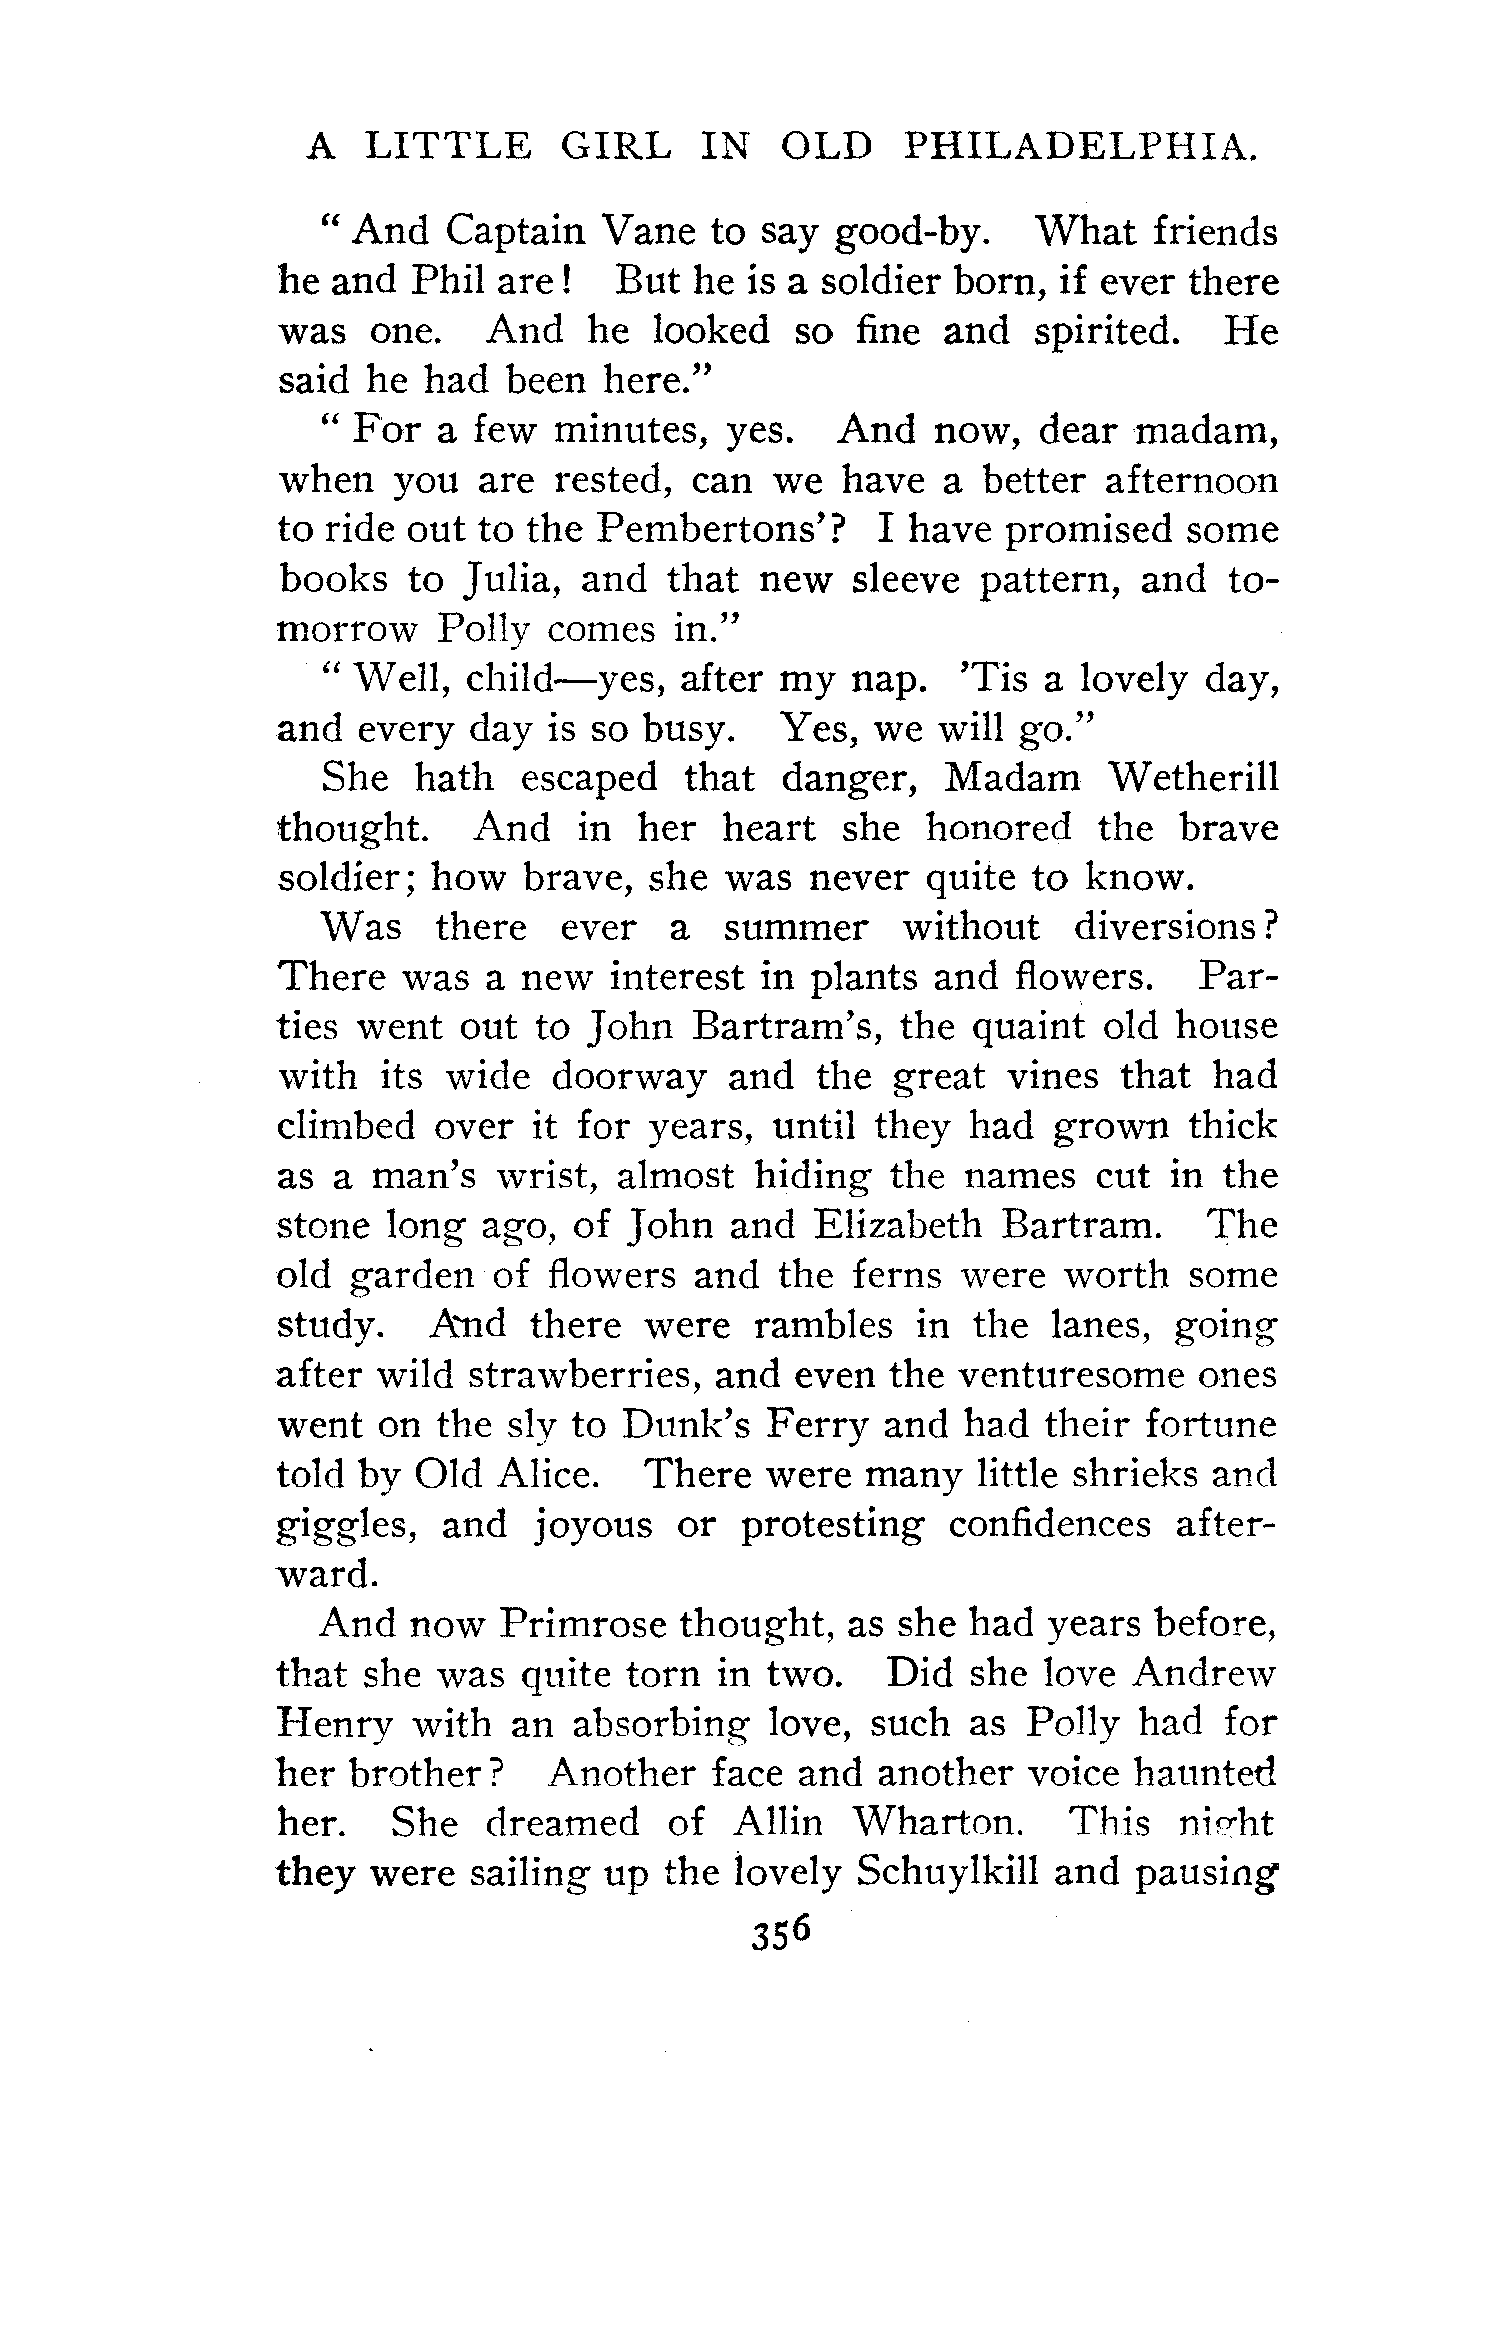 A LITTLE GIRL IN OLD PHILADELPHIA.
“ And Captain Vane to say good-by. What friends
he and Phil are! But he is a soldier born, if ever there
was one. And he looked so fine and spirited. He
said he had been here.”
“ For a few minutes, yes. And now, dear madam,
when you are rested, can we have a better afternoon
to ride out to the Pembertons’? I have promised some
books to Julia, and that new sleeve pattern, and to-
morrow Polly comes in.”
“ Well, child—yes, after my nap. ’Tis a lovely day,
and every day is so busy. Yes, we will go.”
She hath escaped that danger, Madam Wetherill
thought. And in her heart she honored the brave
soldier; how brave, she was never quite to know.
Was there ever a summer without diversions?
There was a new interest in plants and flowers. Par-
ties went out to John Bartram’s, the quaint old house
with its wide doorway and the great vines that had
climbed over it for years, until they had grown thick
as a man’s wrist, almost hiding the names cut in the
stone long ago, of John and Elizabeth Bartram. The
old garden of flowers and the ferns were worth some
study. And there were rambles in the lanes, going
after wild strawberries, and even the venturesome ones
went on the sly to Dunk’s Ferry and had their fortune
told by Old Alice. There were many little shrieks and
giggles, and joyous or protesting confidences after-
ward.
And now Primrose thought, as she had years before,
that she was quite torn in two. Did she love Andrew
Henry with an absorbing love, such as Polly had for
her brother? Another face and another voice haunted
her. She dreamed of Allin Wharton. This night
they were sailing up the lovely Schuylkill and pausing
356